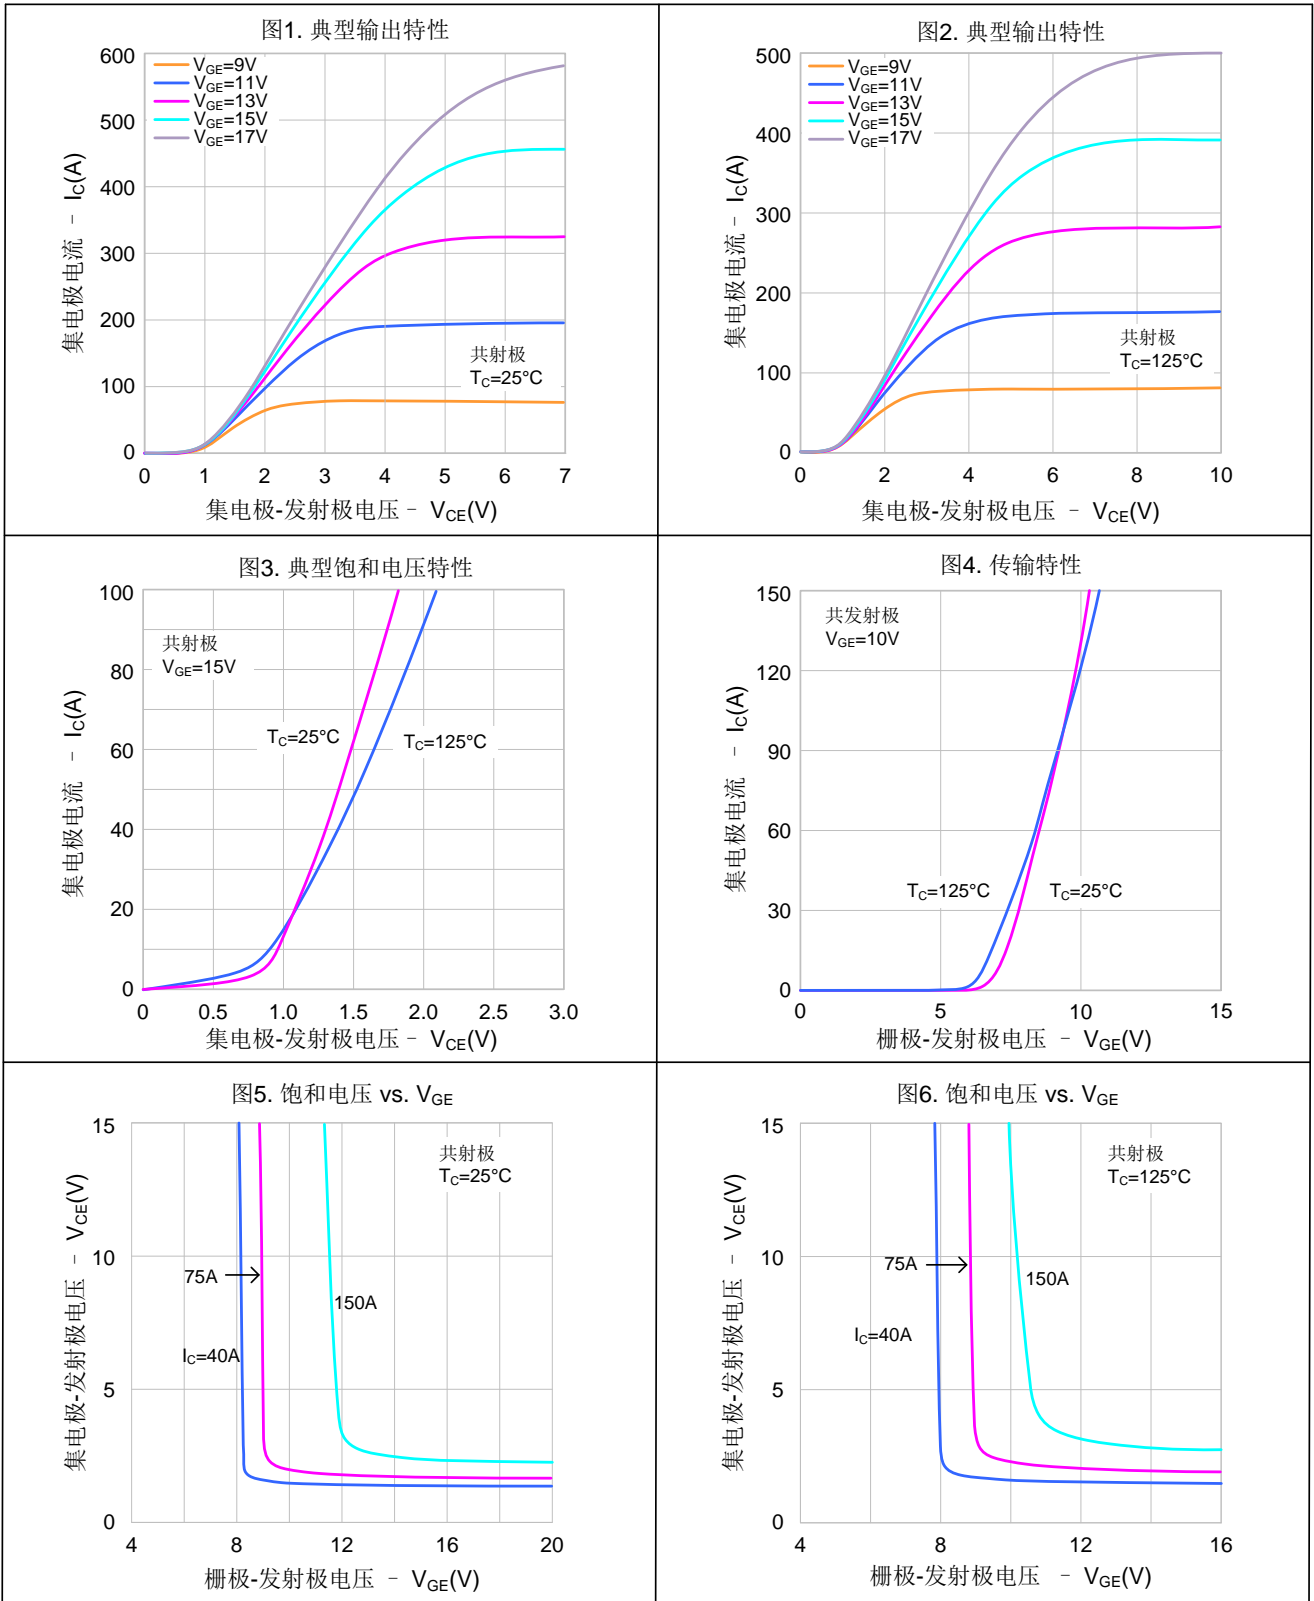 图1. 典型输出特性
600
500
400
300
200
100
0
VGE=9V
VGE=11V
VGE=13V
VGE=15V
VGE=17V
共射极
TC=25°C
0 1 2 3 4 5 6 7
集电极电流 - IC(A)
集电极-发射极电压 - VCE(V)
图2. 典型输出特性
500
400
300
200
100
0
VGE=9V
VGE=11V
VGE=13V
VGE=15V
VGE=17V
共射极
TC=125°C
0 2 4 6 8 10
集电极电流 - IC(A)
集电极-发射极电压 - VCE(V)
图3. 典型饱和电压特性
100
80
60
40
20
0
共射极
VGE=15V
TC=25°C
TC=125°C
0 0.5 1.0 1.5 2.0 2.5 3.0
集电极电流 - IC(A)
集电极-发射极电压 - VCE(V)
图4. 传输特性
150
120
90
60
30
0
共发射极
VGE=10V
TC=125°C
TC=25°C
0 5 10 15
集电极电流 - IC(A)
栅极-发射极电压 - VGE(V)
图5. 饱和电压 vs. VGE
15
10
5
0
共射极
TC=25°C
75A
150A
IC=40A
4 8 12 16 20
集电极-发射极电压 - VCE(V)
栅极-发射极电压 - VGE(V)
图6. 饱和电压 vs. VGE
15
10
5
0
共射极
TC=125°C
75A
150A
IC=40A
4 8 12 16
集电极-发射极电压 - VCE(V)
栅极-发射极电压 - VGE(V)